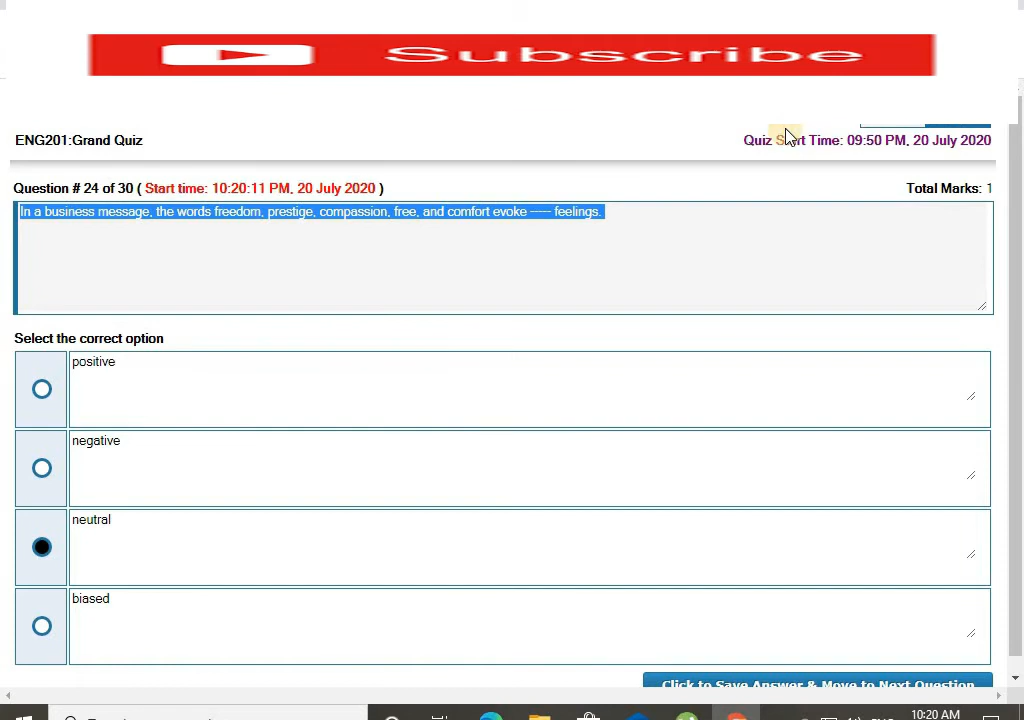 Subscribe
ENG201:Grand Quiz
Quiz Start Time: 09:50 PM, 20 July 2020
Question # 24 of 30 ( Start time: 10:20:11 PM, 20 July 2020 )
Total Marks: 1
In a business message, the words freedom, prestige, compassion, free, and comfort evoke ----- feelings.
Select the correct option
positive
negative
neutral
biased
Click to Save Answer & Move to Next Question
10:20 AM